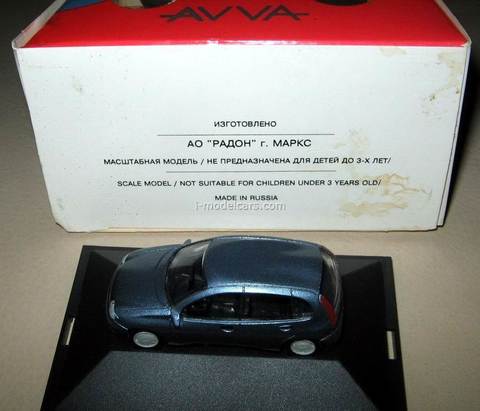 AVVA
ИЗГОТОВЛЕНО
АО "РАДОН" г. МАРКС
МАСШТАБНАЯ МОДЕЛЬ / НЕ ПРЕДНАЗНАЧЕНА ДЛЯ ДЕТЕЙ ДО 3-Х ЛЕТ/
SCALE MODEL / NOT SUITABLE FOR CHILDREN UNDER 3 YEARS OLD/
MADE IN RUSSIA
i-modelcars.com